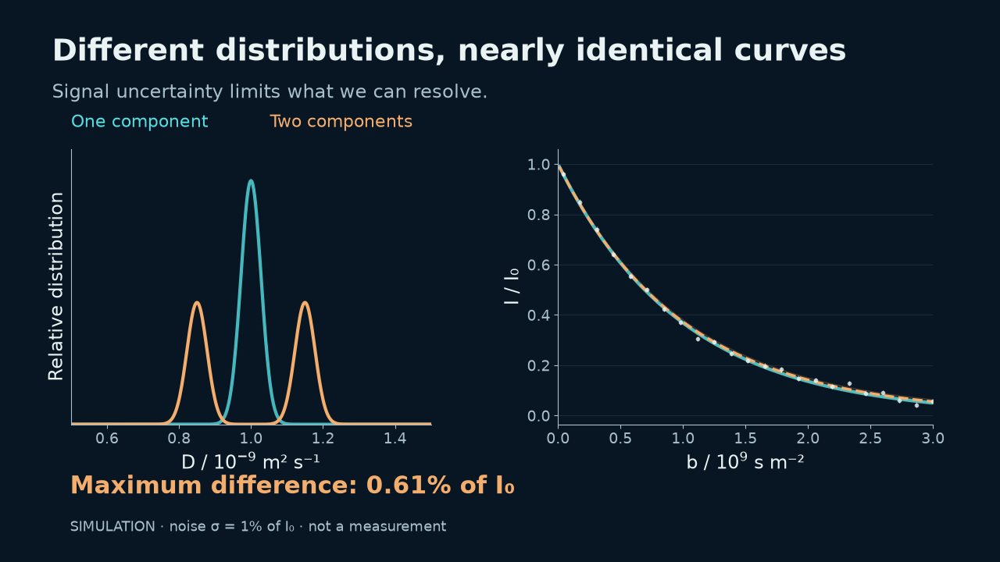 Different distributions, nearly identical curves
Signal uncertainty limits what we can resolve.
One component
Two components
Relative distribution
0.6 0.8 1.0 1.2 1.4
D / 10⁻⁹ m² s⁻¹
I / I₀
1.0
0.8
0.6
0.4
0.2
0.0
0.0 0.5 1.0 1.5 2.0 2.5 3.0
b / 10⁹ s m⁻²
Maximum difference: 0.61% of I₀
SIMULATION · noise σ = 1% of I₀ · not a measurement